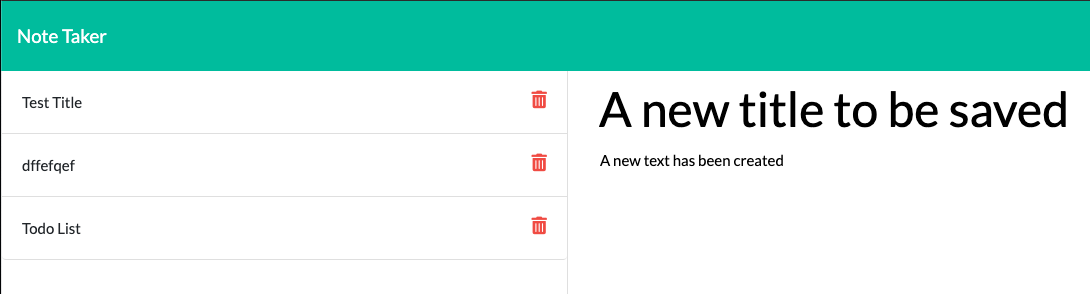 Note Taker
Test Title
dffefqef
Todo List
A new title to be saved
A new text has been created